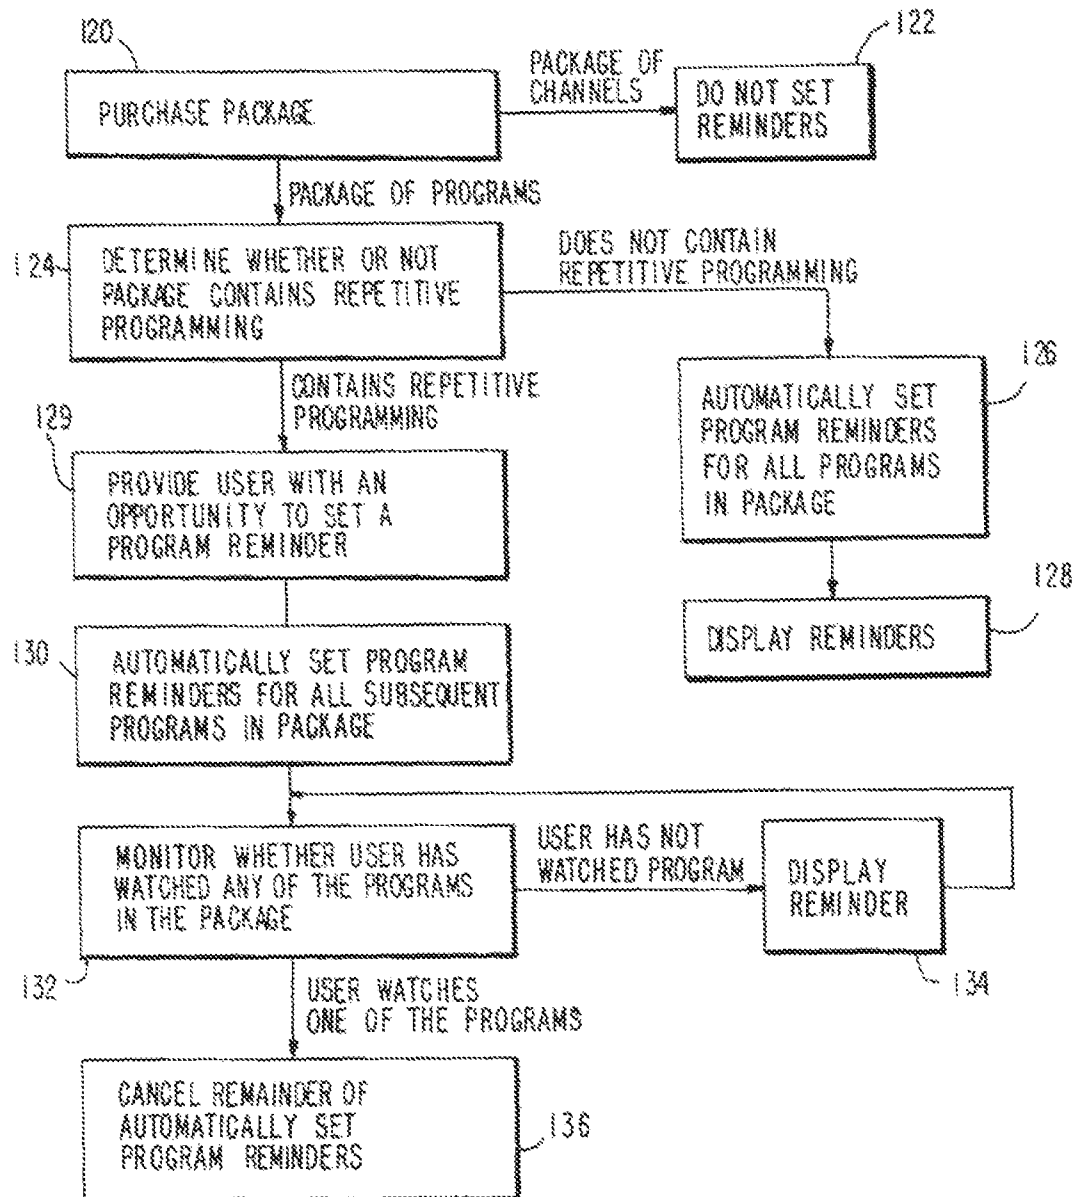 120
122
PURCHASE PACKAGE
PACKAGE OF
CHANNELS
DO NOT SET
REMINDERS
PACKAGE OF PROGRAMS
124
DETERMINE WHETHER OR NOT
PACKAGE CONTAINS REPETITIVE
PROGRAMMING
DOES NOT CONTAIN
REPETITIVE PROGRAMMING
126
AUTOMATICALLY SET
PROGRAM REMINDERS
FOR ALL PROGRAMS
IN PACKAGE
CONTAINS REPETITIVE
PROGRAMMING
129
PROVIDE USER WITH AN
OPPORTUNITY TO SET A
PROGRAM REMINDER
128
DISPLAY REMINDERS
130
AUTOMATICALLY SET PROGRAM
REMINDERS FOR ALL SUBSEQUENT
PROGRAMS IN PACKAGE
MONITOR WHETHER USER HAS
WATCHED ANY OF THE PROGRAMS
IN THE PACKAGE
132
USER HAS NOT
WATCHED PROGRAM
DISPLAY
REMINDER
134
USER WATCHES
ONE OF THE PROGRAMS
CANCEL REMAINDER OF
AUTOMATICALLY SET
PROGRAM REMINDERS
136